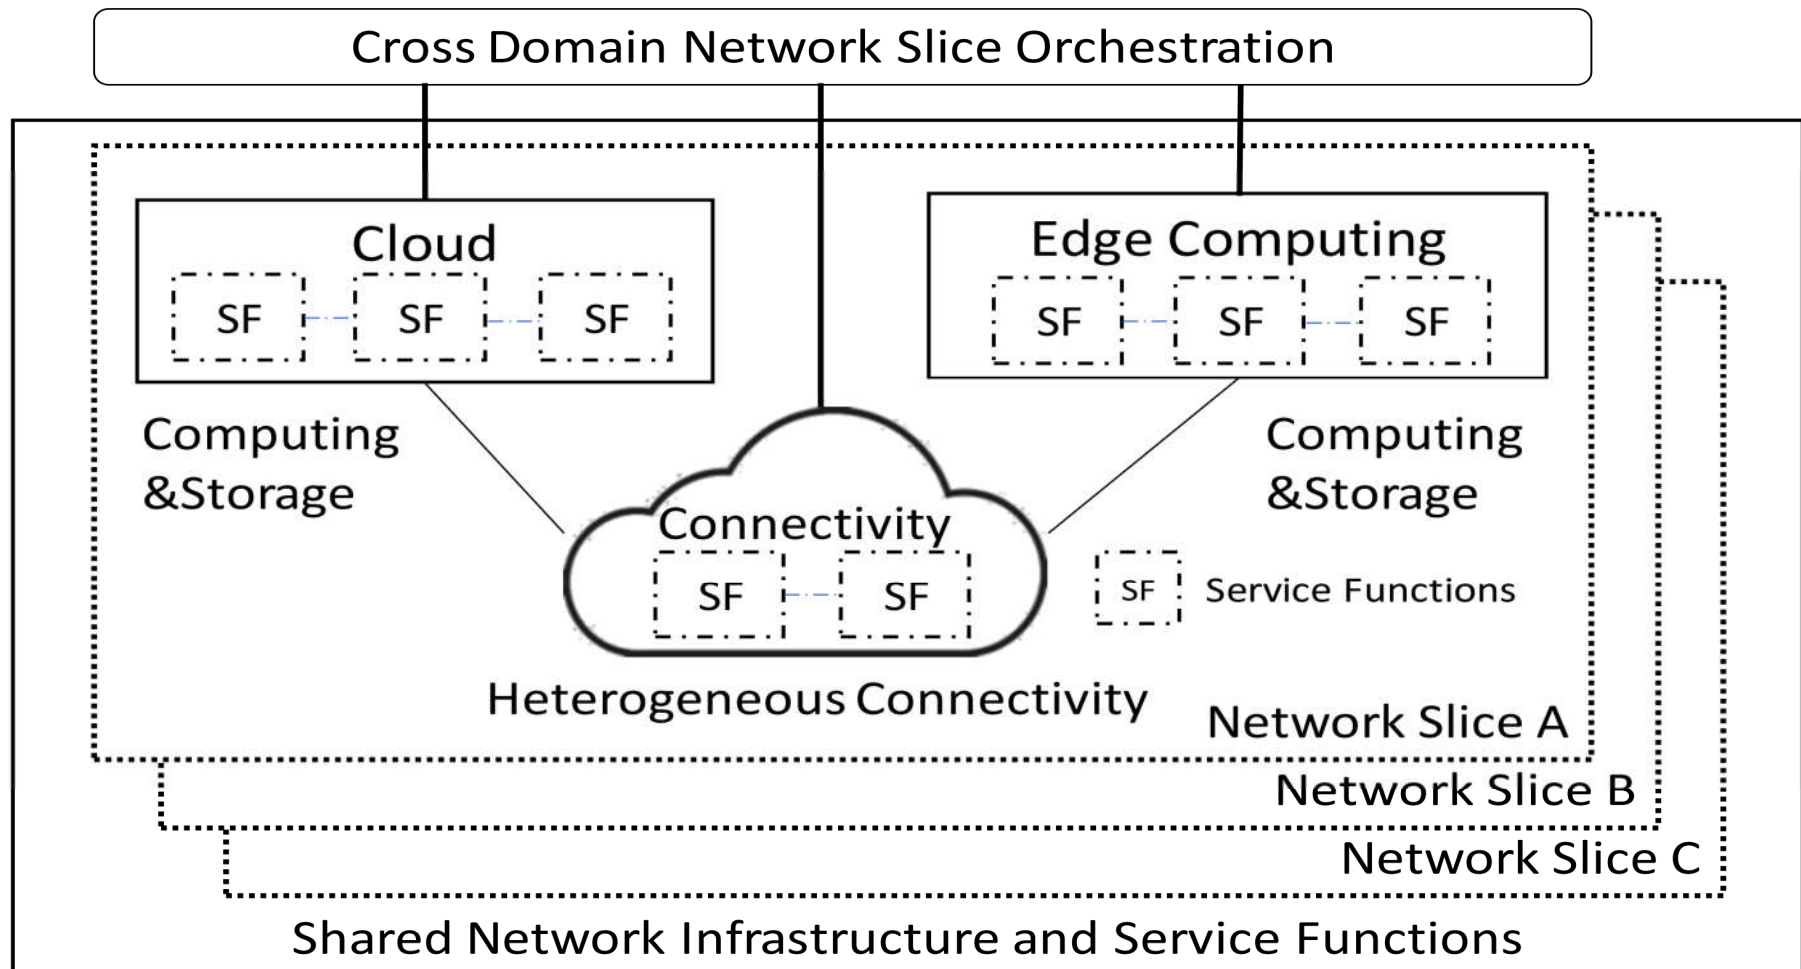 Cross Domain Network Slice Orchestration
Cloud
SF SF SF
Edge Computing
SF SF SF
Computing
&Storage
Computing
&Storage
Connectivity
SF SF
SF Service Functions
Heterogeneous Connectivity
Network Slice A
Network Slice B
Network Slice C
Shared Network Infrastructure and Service Functions